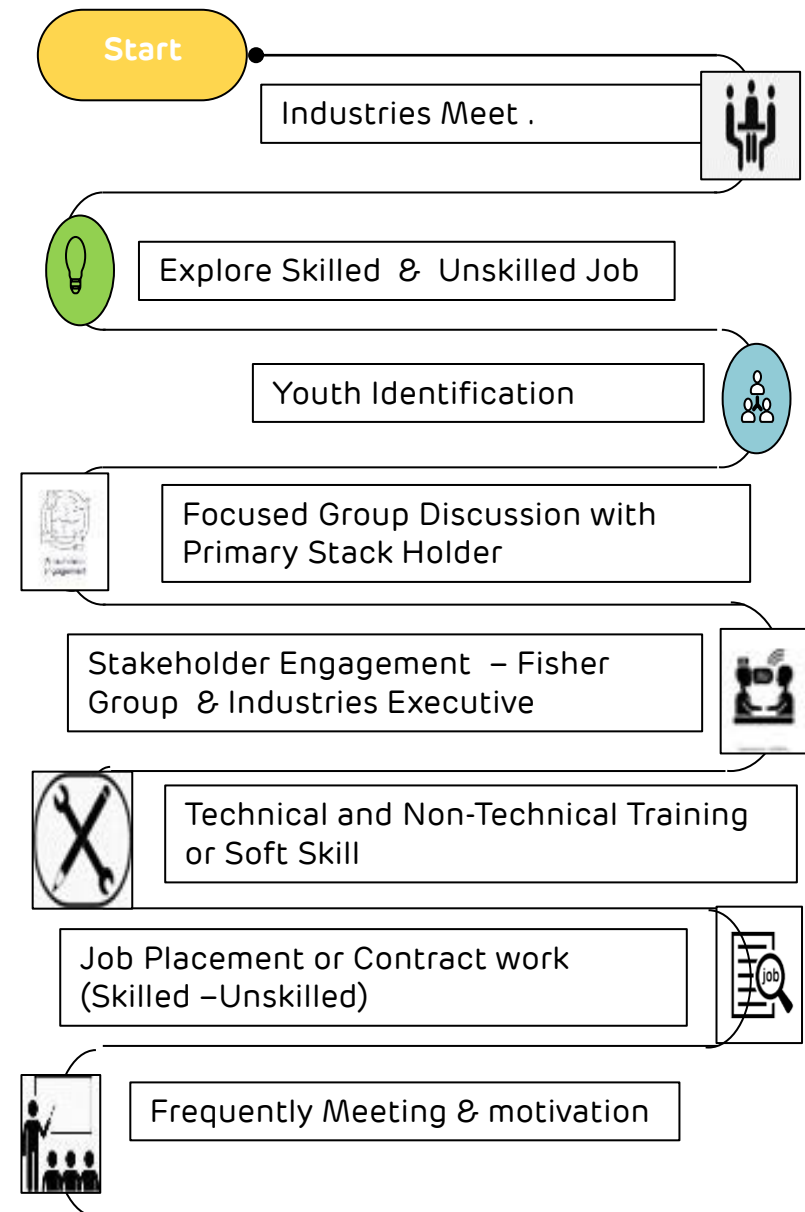 Start
Industries Meet .
Explore Skilled & Unskilled Job
Youth Identification
Focused Group Discussion with
Primary Stack Holder
engagement
Stakeholder Engagement – Fisher
Group & Industries Executive
Technical and Non-Technical Training
or Soft Skill
Job Placement or Contract work
(Skilled –Unskilled)
job
Frequently Meeting & motivation